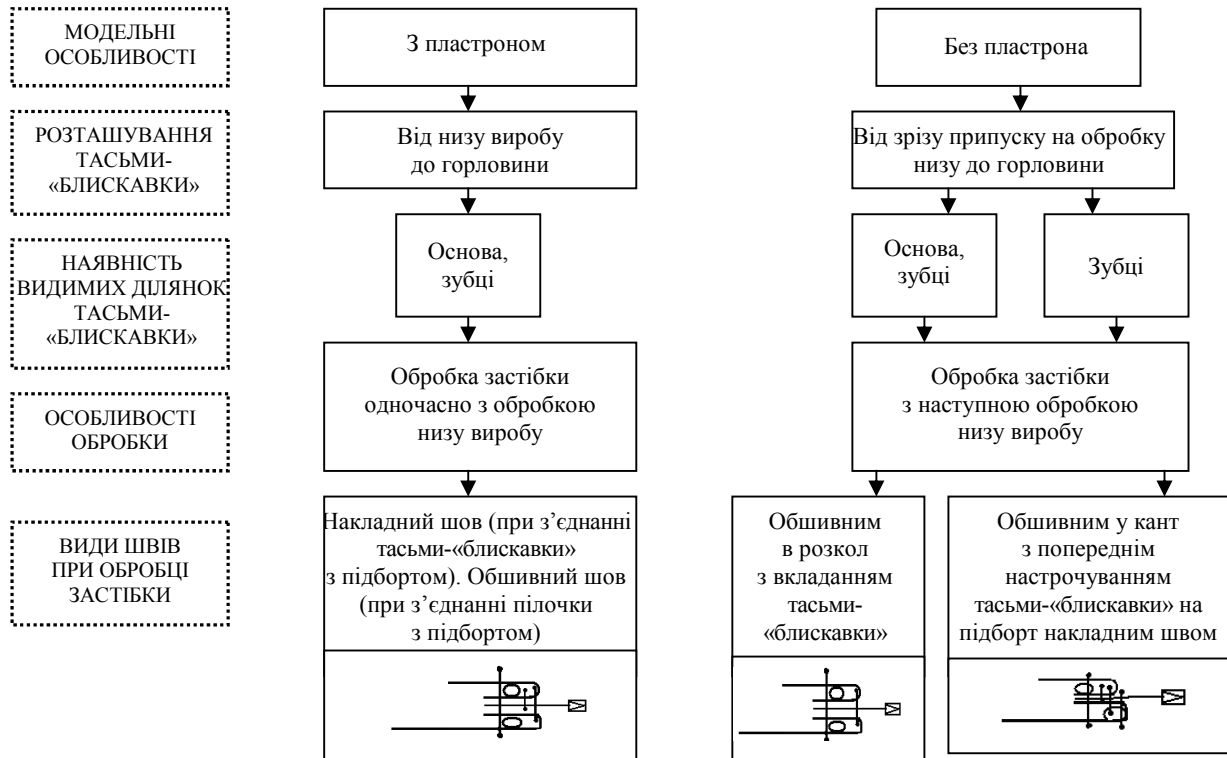 МОДЕЛЬНІ
ОСОБЛИВОСТІ
З пластроном
Без пластрона
РОЗТАШУВАННЯ
ТАСЬМИ-
«БЛИСКАВКИ»
Від низу виробу
до горловини
Від зрізу припуску на обробку
низу до горловини
НАЯВНІСТЬ
ВИДИМИХ ДІЛЯНОК
ТАСЬМИ-
«БЛИСКАВКИ»
Основа,
зубці
Основа,
зубці
Зубці
ОСОБЛИВОСТІ
ОБРОБКИ
Обробка застібки
одночасно з обробкою
низу виробу
Обробка застібки
з наступною обробкою
низу виробу
ВИДИ ШВІВ
ПРИ ОБРОБЦІ
ЗАСТІБКИ
Накладний шов (при з’єднанні
тасьми-«блискавки»
з підбортом). Обшивний шов
(при з’єднанні пілочки
з підбортом)
Обшивним
в розкол
з вкладанням
тасьми-
«блискавки»
Обшивним у кант
з попереднім
настрочуванням
тасьми-«блискавки» на
підборт накладним швом